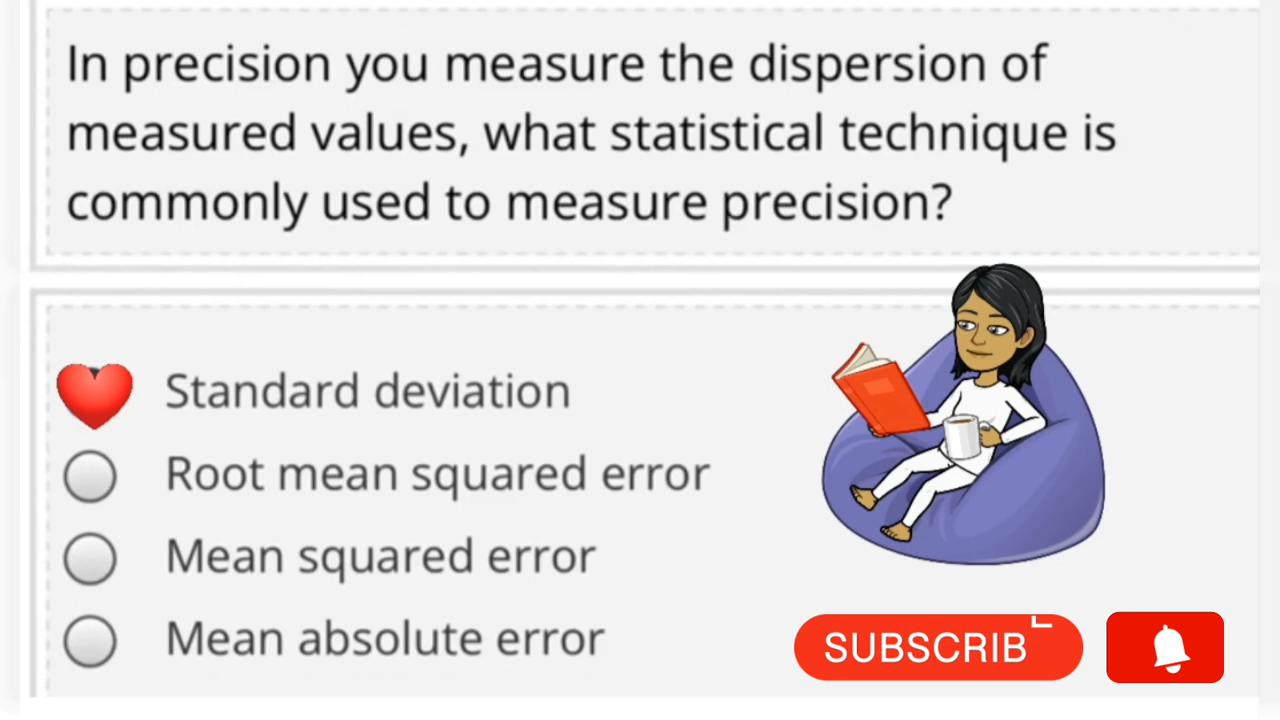 In precision you measure the dispersion of
measured values, what statistical technique is
commonly used to measure precision?
Standard deviation
Root mean squared error
Mean squared error
Mean absolute error
SUBSCRIB